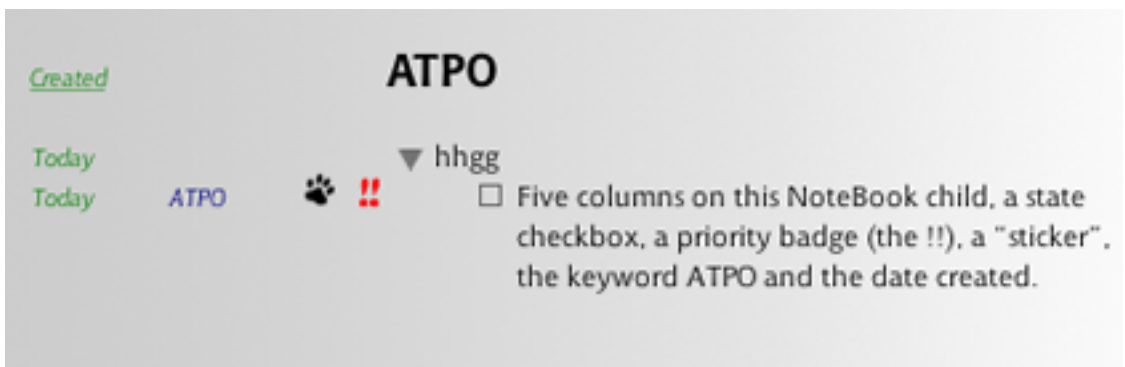 Created ATPO
Today ▼ hhgg
Today ATPO !! ☐ Five columns on this NoteBook child, a state
checkbox, a priority badge (the !!), a "sticker",
the keyword ATPO and the date created.